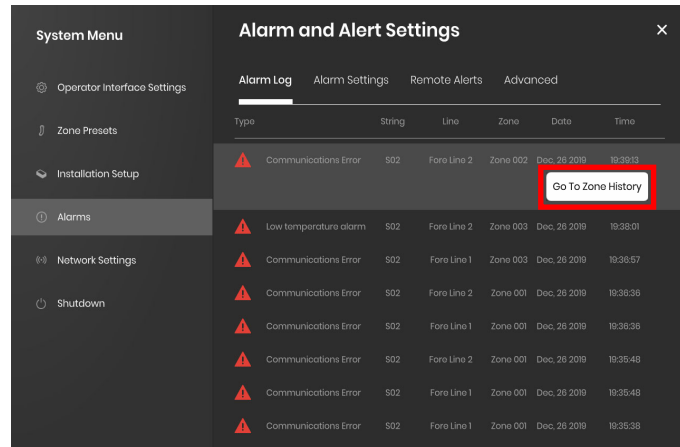 System Menu
Operator Interface Settings
Zone Presets
Installation Setup
Alarms
Network Settings
Shutdown
Alarm and Alert Settings
Alarm Log Alarm Settings Remote Alerts Advanced
Type String Line Zone Date Time
Communications Error S02 Fore Line 2 Zone 002 Dec, 26 2019 19:39:13
Go To Zone History
Low temperature alarm S02 Fore Line 2 Zone 003 Dec, 26 2019 19:38:01
Communications Error S02 Fore Line 1 Zone 003 Dec, 26 2019 19:36:57
Communications Error S02 Fore Line 2 Zone 001 Dec, 26 2019 19:36:36
Communications Error S02 Fore Line 1 Zone 001 Dec, 26 2019 19:36:36
Communications Error S02 Fore Line 2 Zone 001 Dec, 26 2019 19:35:48
Communications Error S02 Fore Line 1 Zone 001 Dec, 26 2019 19:35:48
Communications Error S02 Fore Line 1 Zone 001 Dec, 26 2019 19:35:38